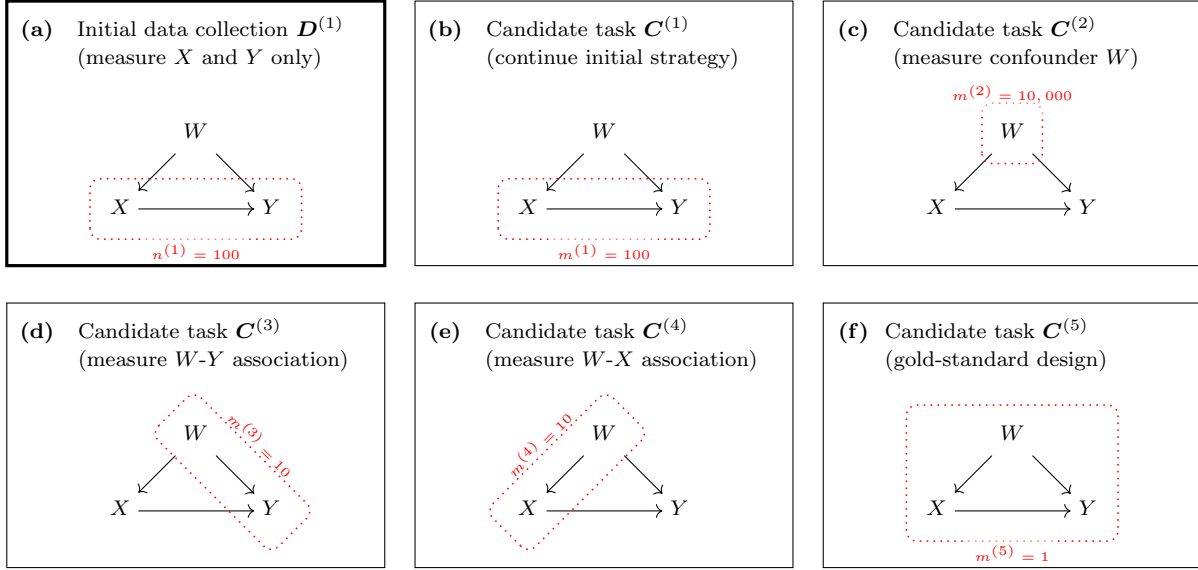 (a) Initial data collection D^(1)
(measure X and Y only)
W
X Y
n^(1) = 100
(b) Candidate task C^(1)
(continue initial strategy)
W
X Y
m^(1) = 100
(c) Candidate task C^(2)
(measure confounder W)
m^(2) = 10, 000
W
X Y
(d) Candidate task C^(3)
(measure W-Y association)
m^(3) = 10
W
X Y
(e) Candidate task C^(4)
(measure W-X association)
m^(4) = 10
W
X Y
(f) Candidate task C^(5)
(gold-standard design)
W
X Y
m^(5) = 1